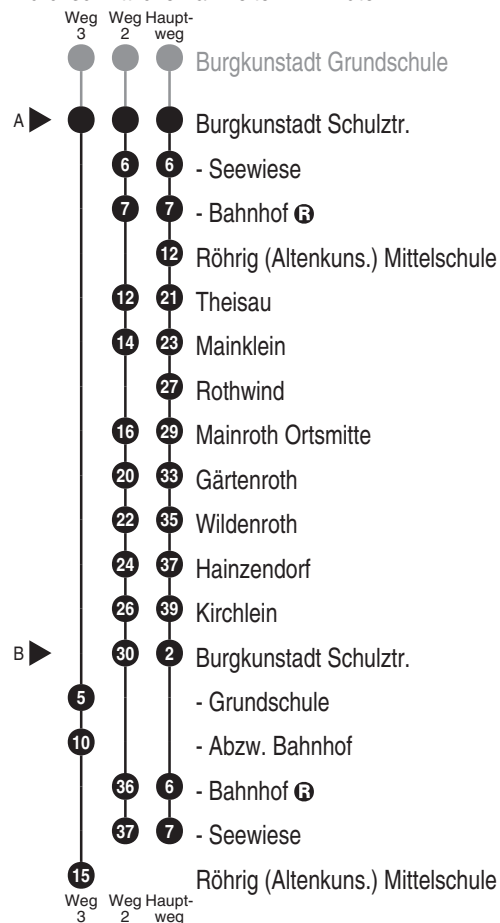 Weg Weg Haupt-
3 2 weg
Burgkunstadt Grundschule
A Burgkunstadt Schulztr.
6 6 - Seewiese
7 7 - Bahnhof R
12 Röhrig (Altenkuns.) Mittelschule
12 21 Theisau
14 23 Mainklein
27 Rothwind
16 29 Mainroth Ortsmitte
20 33 Gärtenroth
22 35 Wildenroth
24 37 Hainzendorf
26 39 Kirchlein
B 30 2 Burgkunstadt Schulztr.
5 - Grundschule
10 - Abzw. Bahnhof
36 6 - Bahnhof R
37 7 - Seewiese
15 Röhrig (Altenkuns.) Mittelschule
Weg Weg Haupt-
3 2 weg